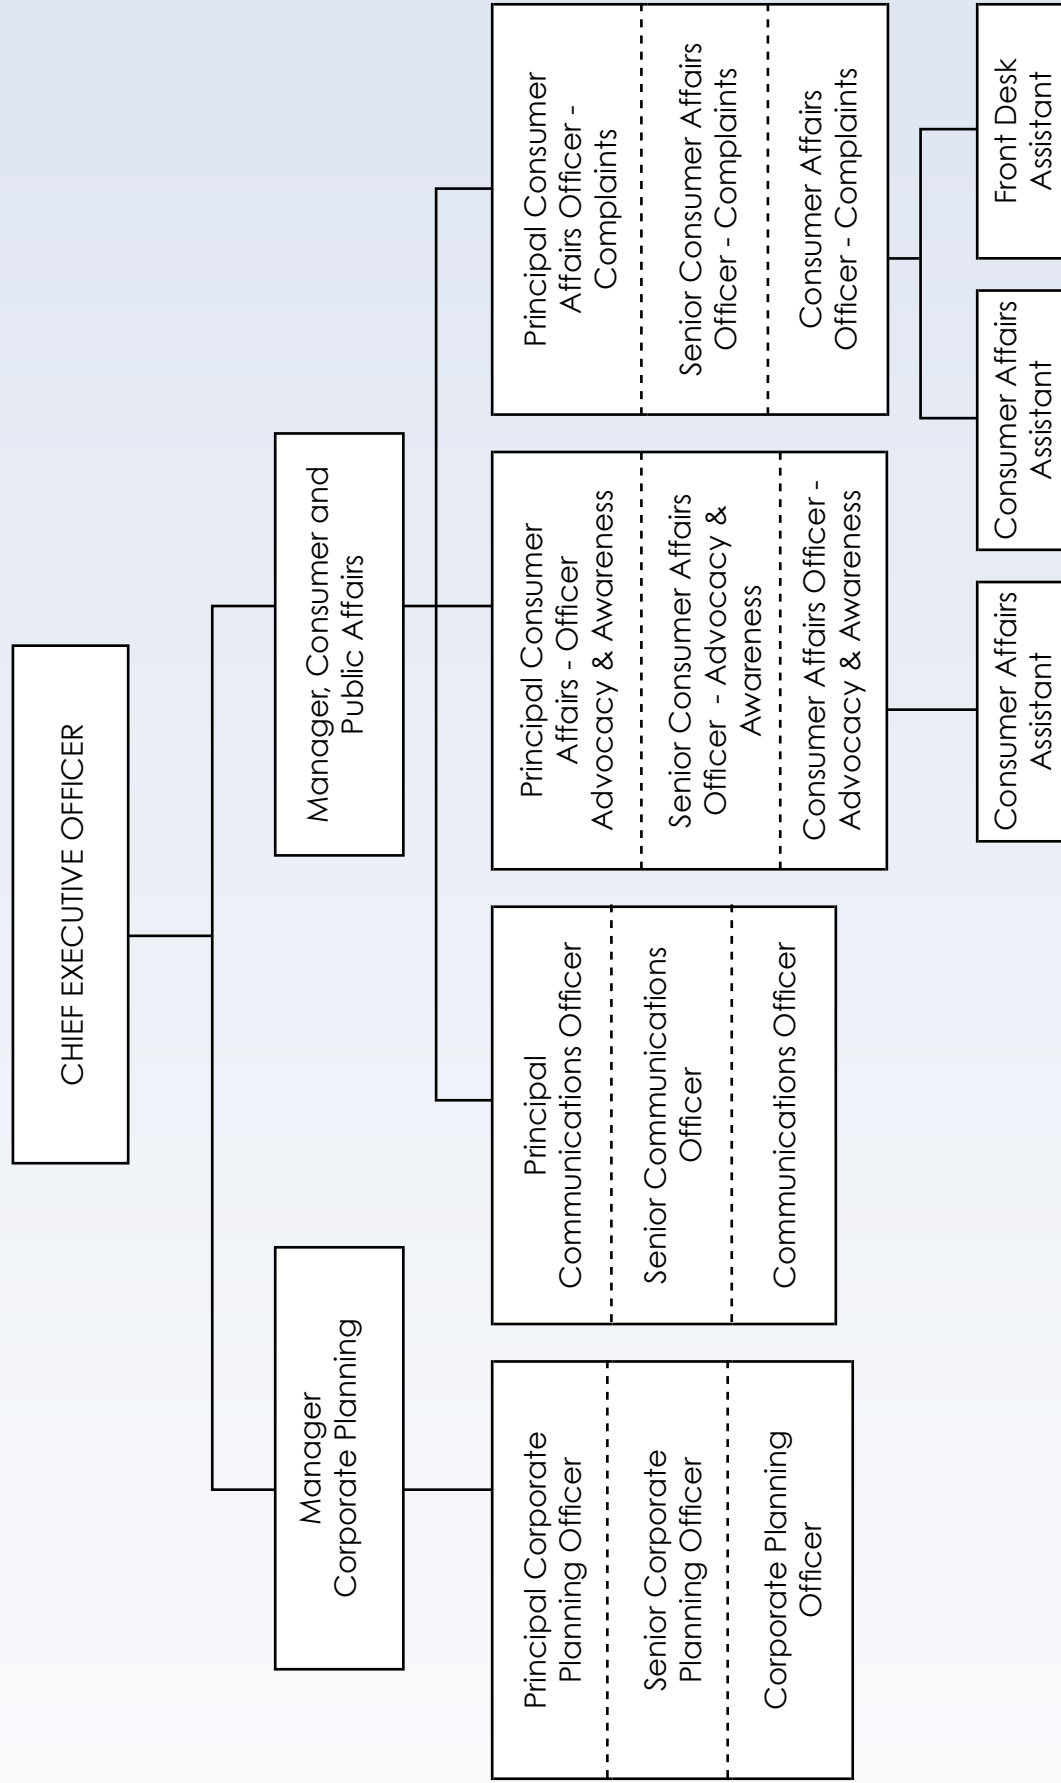 CHIEF EXECUTIVE OFFICER
Manager
Corporate Planning
Manager, Consumer and
Public Affairs
Principal Corporate
Planning Officer
Senior Corporate
Planning Officer
Corporate Planning
Officer
Principal
Communications Officer
Senior Communications
Officer
Communications Officer
Principal Consumer
Affairs - Officer
Advocacy & Awareness
Senior Consumer Affairs
Officer - Advocacy &
Awareness
Consumer Affairs Officer -
Advocacy & Awareness
Principal Consumer
Affairs Officer -
Complaints
Senior Consumer Affairs
Officer - Complaints
Consumer Affairs
Officer - Complaints
Consumer Affairs
Assistant
Consumer Affairs
Assistant
Front Desk
Assistant